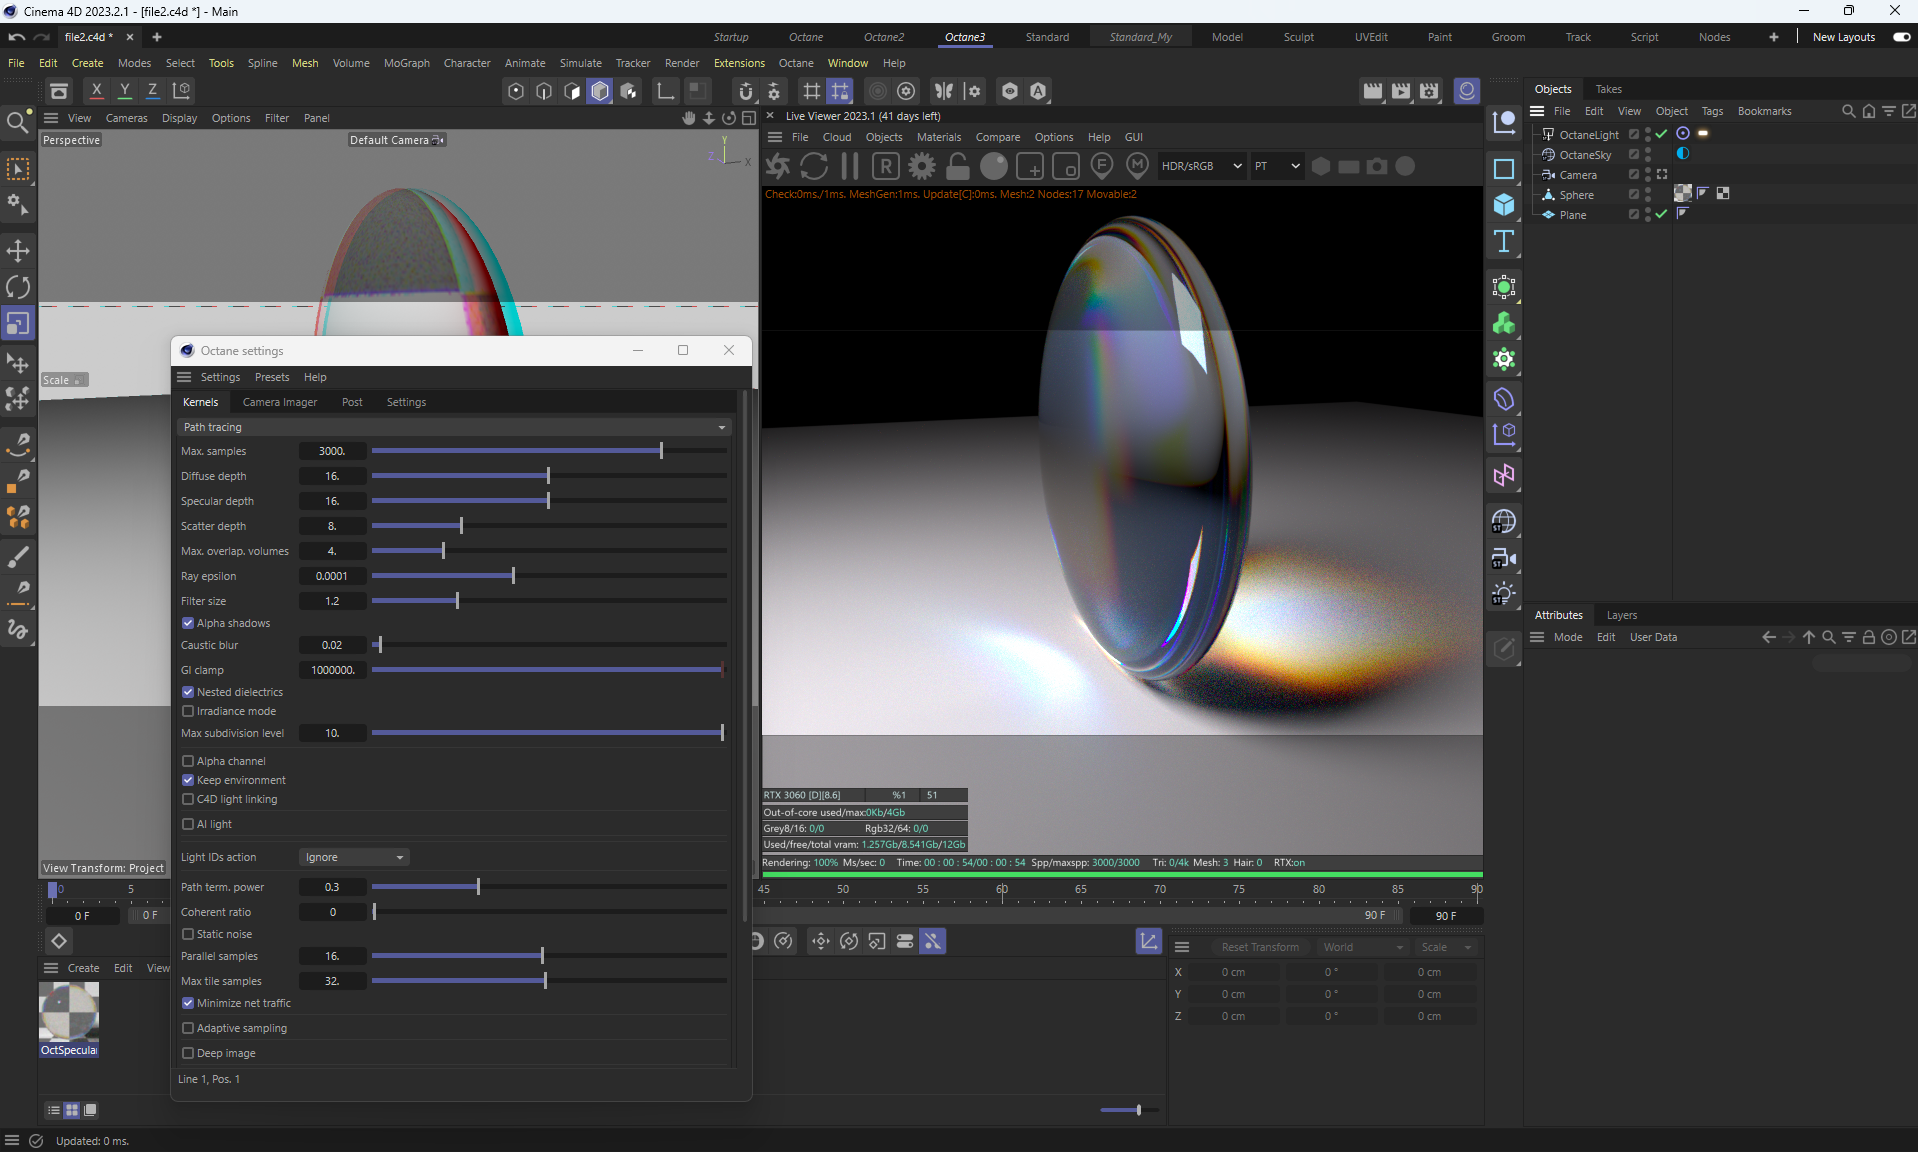 Cinema 4D 2023.2.1 - [file2.c4d *] - Main
file2.c4d *
Startup Octane Octane2 Octane3 Standard Standard_My Model Sculpt UVEdit Paint Groom Track Script Nodes New Layouts
File Edit Create Modes Select Tools Spline Mesh Volume MoGraph Character Animate Simulate Tracker Render Extensions Octane Window Help
X Y Z
View Cameras Display Options Filter Panel
Perspective
Default Camera
Y
Z X
Scale
View Transform: Project
Live Viewer 2023.1 (41 days left)
File Cloud Objects Materials Compare Options Help GUI
HDR/sRGB PT
Check:0ms./1ms. MeshGen:1ms. Update[C]:0ms. Mesh:2 Nodes:17 Movable:2
RTX 3060 [D][8.6] %1 51
Out-of-core used/max:0Kb/4Gb
Grey8/16: 0/0 Rgb32/64: 0/0
Used/free/total vram: 1.257Gb/8.541Gb/12Gb
Rendering: 100% Ms/sec: 0 Time: 00 : 00 : 54/00 : 00 : 54 Spp/maxspp: 3000/3000 Tri: 0/4k Mesh: 3 Hair: 0 RTX:on
Octane settings
Settings Presets Help
Kernels Camera Imager Post Settings
Path tracing
Max. samples 3000.
Diffuse depth 16.
Specular depth 16.
Scatter depth 8.
Max. overlap. volumes 4.
Ray epsilon 0.0001
Filter size 1.2
Alpha shadows
Caustic blur 0.02
GI clamp 1000000.
Nested dielectrics
Irradiance mode
Max subdivision level 10.
Alpha channel
Keep environment
C4D light linking
AI light
Light IDs action Ignore
Path term. power 0.3
Coherent ratio 0
Static noise
Parallel samples 16.
Max tile samples 32.
Minimize net traffic
Adaptive sampling
Deep image
Line 1, Pos. 1
0 5 45 50 55 60 65 70 75 80 85 90
0 F 0 F 90 F 90 F
Create Edit View
OctSpecular
Reset Transform World Scale
X 0 cm 0 ° 0 cm
Y 0 cm 0 ° 0 cm
Z 0 cm 0 ° 0 cm
Objects Takes
File Edit View Object Tags Bookmarks
OctaneLight
OctaneSky
Camera
Sphere
Plane
Attributes Layers
Mode Edit User Data
Updated: 0 ms.